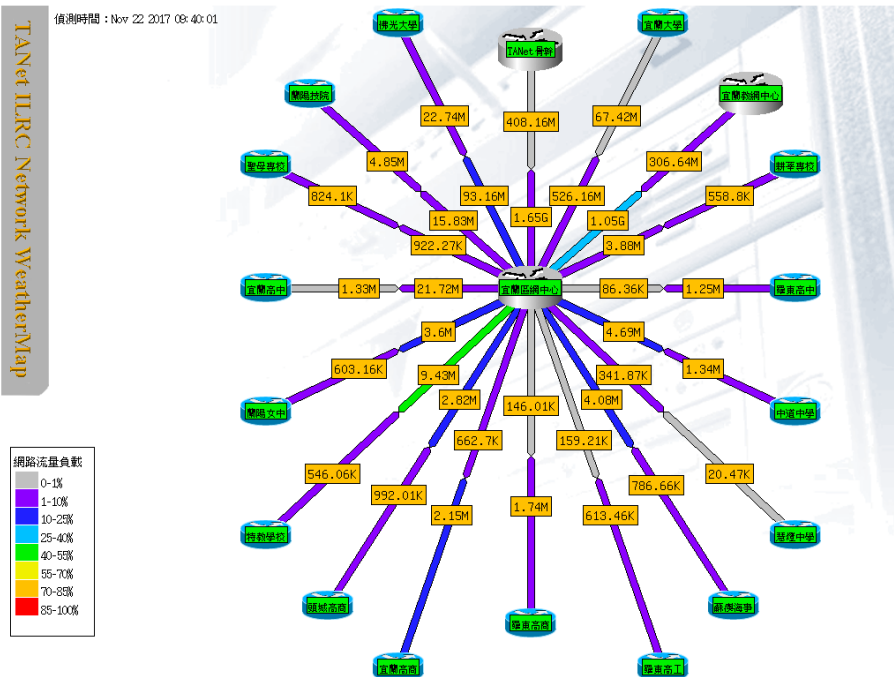 TANet ILRC Network WeatherMap
偵測時間：Nov 22 2017 09:40:01
佛光大學
TANet 骨幹
宜蘭大學
蘭陽技院
宜蘭教網中心
聖母專校
耕莘專校
22.74M
408.16M
67.42M
4.85M
306.64M
824.1K
558.8K
93.16M
526.16M
15.83M
1.65G
1.05G
922.27K
3.88M
宜蘭高中
1.33M
21.72M
宜蘭區網中心
86.36K
1.25M
羅東高中
3.6M
4.69M
603.16K
9.43M
341.87K
1.34M
蘭陽女中
2.82M
146.01K
4.08M
中道中學
662.7K
159.21K
546.06K
20.47K
992.01K
786.66K
2.15M
1.74M
613.46K
特教學校
慧燈中學
頭城高商
蘇澳海事
羅東高商
宜蘭高商
羅東高工
網路流量負載
0-1%
1-10%
10-25%
25-40%
40-55%
55-70%
70-85%
85-100%